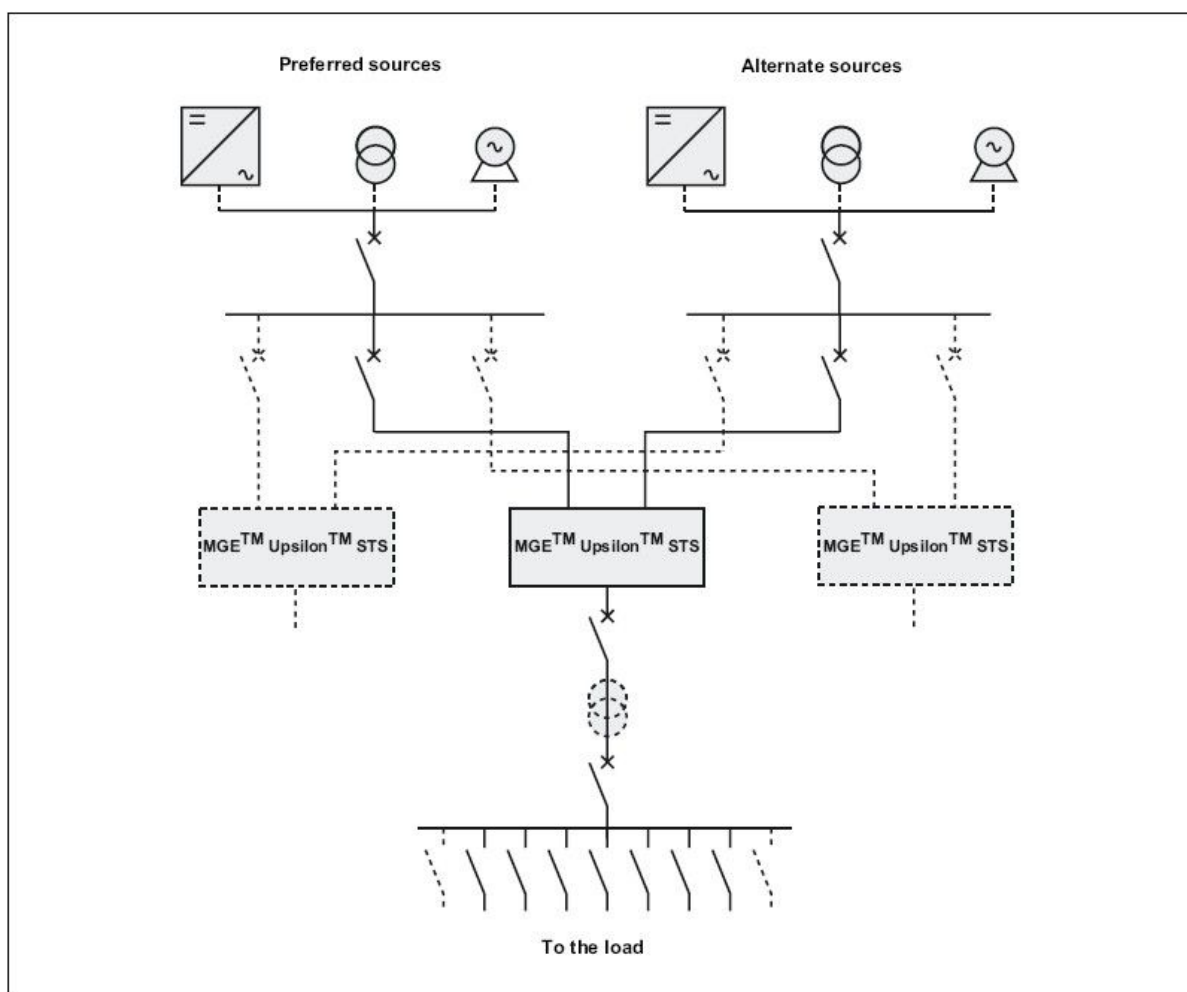 Preferred sources
Alternate sources
MGE™ Upsilon™ STS
MGE™ Upsilon™ STS
MGE™ Upsilon™ STS
To the load